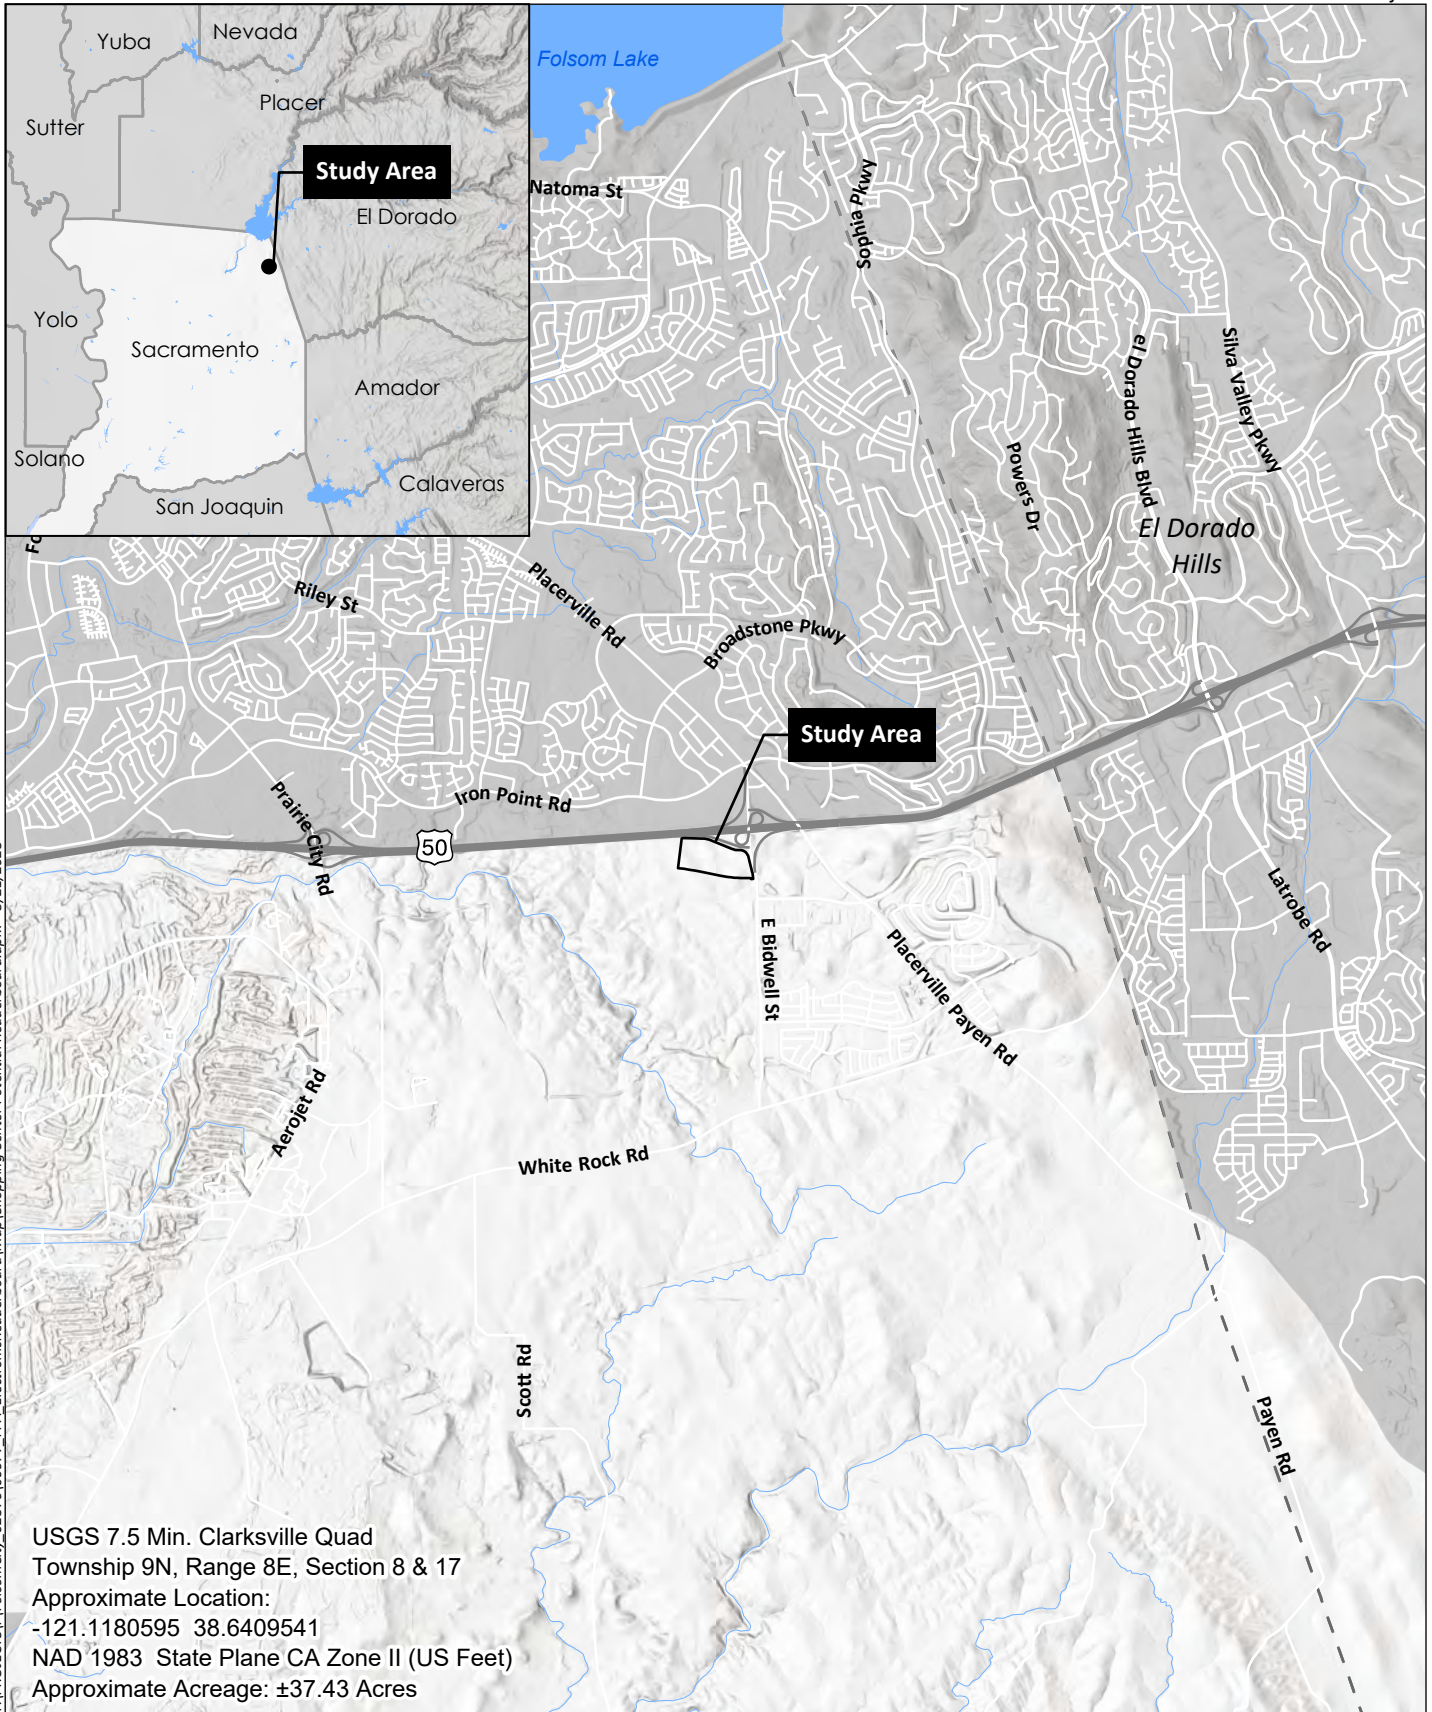 Yuba
Nevada
Placer
Sutter
Study Area
El Dorado
Yolo
Sacramento
Amador
Solano
Calaveras
San Joaquin
Folsom Lake
Natoma St
Sophia Pkwy
el Dorado Hills Blvd
Silva Valley Pkwy
Powers Dr
El Dorado
Hills
Riley St
Placerville Rd
Broadstone Pkwy
Study Area
Iron Point Rd
Prairie City Rd
50
E Bidwell St
Placerville Payen Rd
Latrobe Rd
Aerojet Rd
White Rock Rd
Scott Rd
Payen Rd
USGS 7.5 Min. Clarksville Quad
Township 9N, Range 8E, Section 8 & 17
Approximate Location:
-121.1180595 38.6409541
NAD 1983 State Plane CA Zone II (US Feet)
Approximate Acreage: ±37.43 Acres